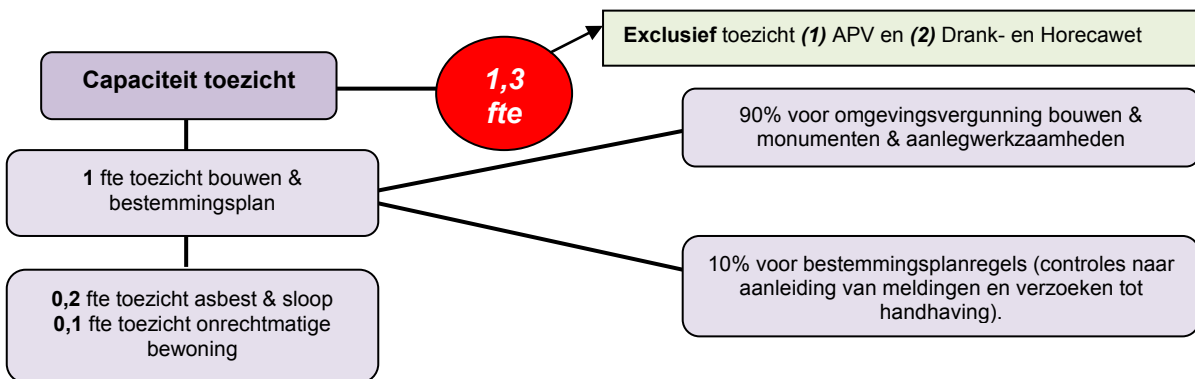 Capaciteit toezicht
1,3
fte
Exclusief toezicht (1) APV en (2) Drank- en Horecawet
1 fte toezicht bouwen &
bestemmingsplan
90% voor omgevingsvergunning bouwen &
monumenten & aanlegwerkzaamheden
0,2 fte toezicht asbest & sloop
0,1 fte toezicht onrechtmatige
bewoning
10% voor bestemmingsplanregels (controles naar
aanleiding van meldingen en verzoeken tot
handhaving).